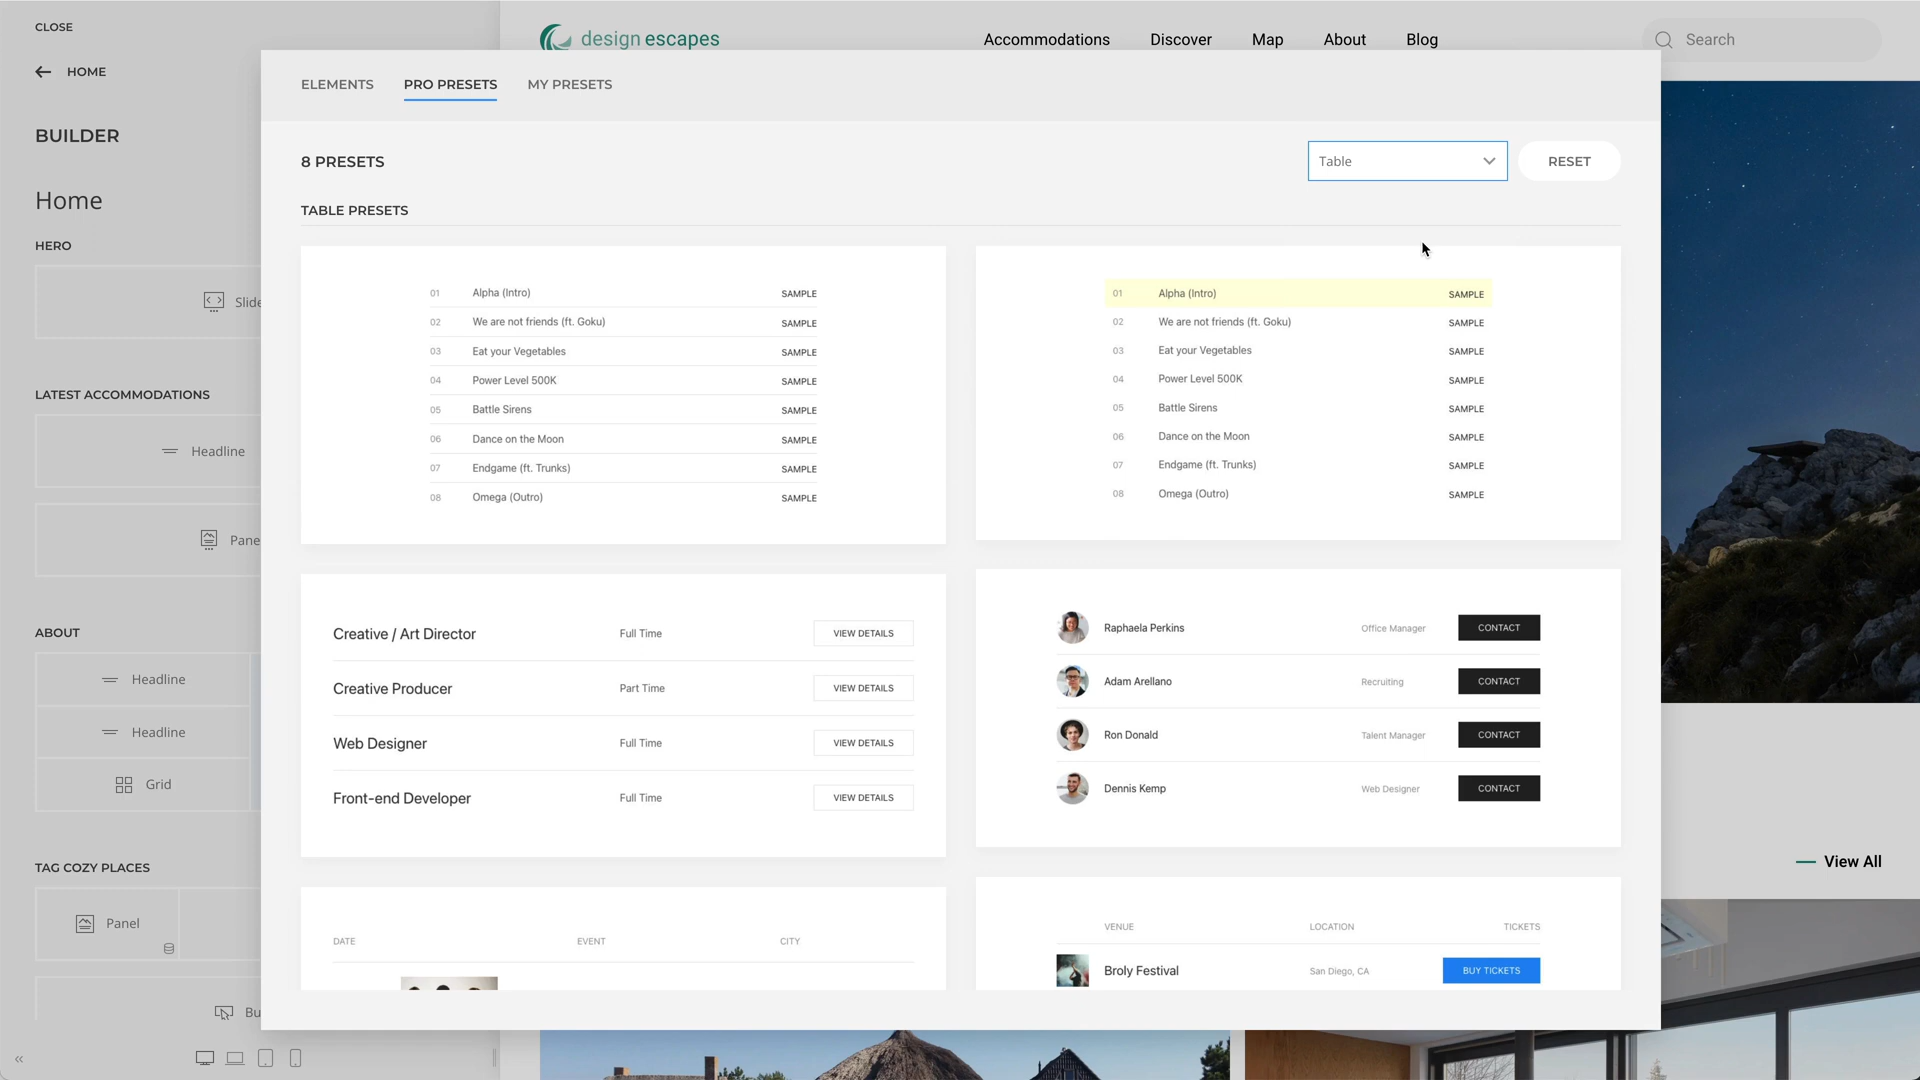 CLOSE
HOME
BUILDER
Home
HERO
Slide
LATEST ACCOMMODATIONS
Headline
Pane
ABOUT
Headline
Headline
Grid
TAG COZY PLACES
Panel
Bu
design escapes
Accommodations Discover Map About Blog
Search
ELEMENTS PRO PRESETS MY PRESETS
8 PRESETS
Table
RESET
TABLE PRESETS
01 Alpha (Intro) SAMPLE
02 We are not friends (ft. Goku) SAMPLE
03 Eat your Vegetables SAMPLE
04 Power Level 500K SAMPLE
05 Battle Sirens SAMPLE
06 Dance on the Moon SAMPLE
07 Endgame (ft. Trunks) SAMPLE
08 Omega (Outro) SAMPLE
01 Alpha (Intro) SAMPLE
02 We are not friends (ft. Goku) SAMPLE
03 Eat your Vegetables SAMPLE
04 Power Level 500K SAMPLE
05 Battle Sirens SAMPLE
06 Dance on the Moon SAMPLE
07 Endgame (ft. Trunks) SAMPLE
08 Omega (Outro) SAMPLE
Creative / Art Director Full Time VIEW DETAILS
Creative Producer Part Time VIEW DETAILS
Web Designer Full Time VIEW DETAILS
Front-end Developer Full Time VIEW DETAILS
Raphaela Perkins Office Manager CONTACT
Adam Arellano Recruiting CONTACT
Ron Donald Talent Manager CONTACT
Dennis Kemp Web Designer CONTACT
DATE EVENT CITY
VENUE LOCATION TICKETS
Broly Festival San Diego, CA BUY TICKETS
View All